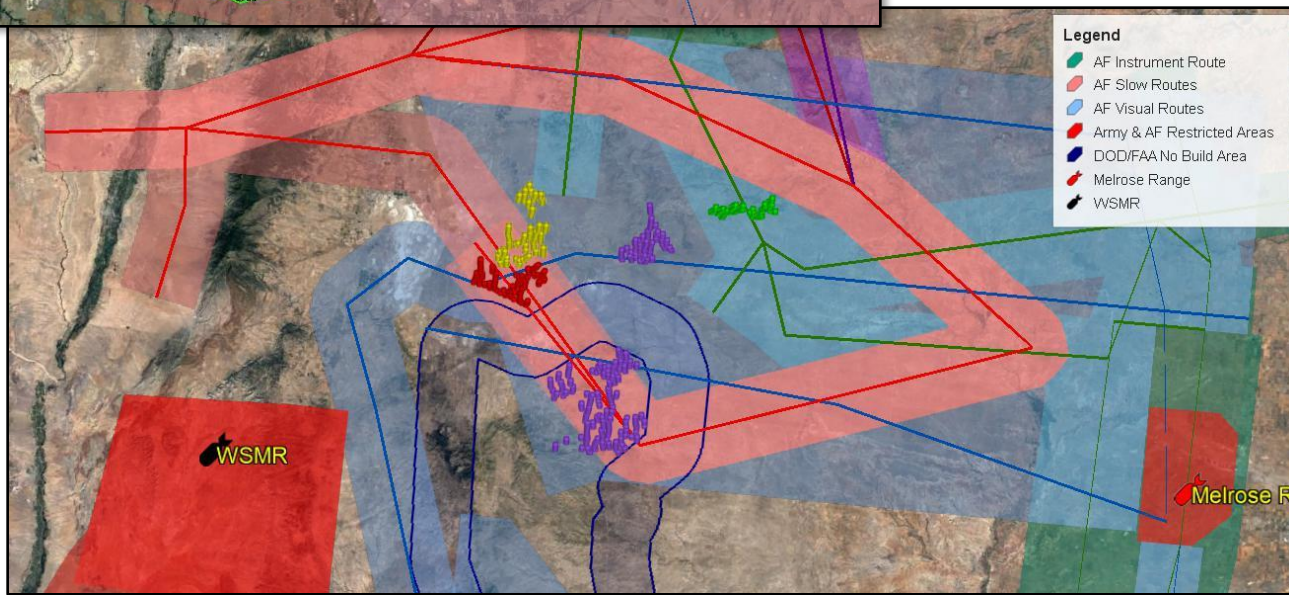 Legend
AF Instrument Route
AF Slow Routes
AF Visual Routes
Army & AF Restricted Areas
DOD/FAA No Build Area
Melrose Range
WSMR
WSMR
Melrose R